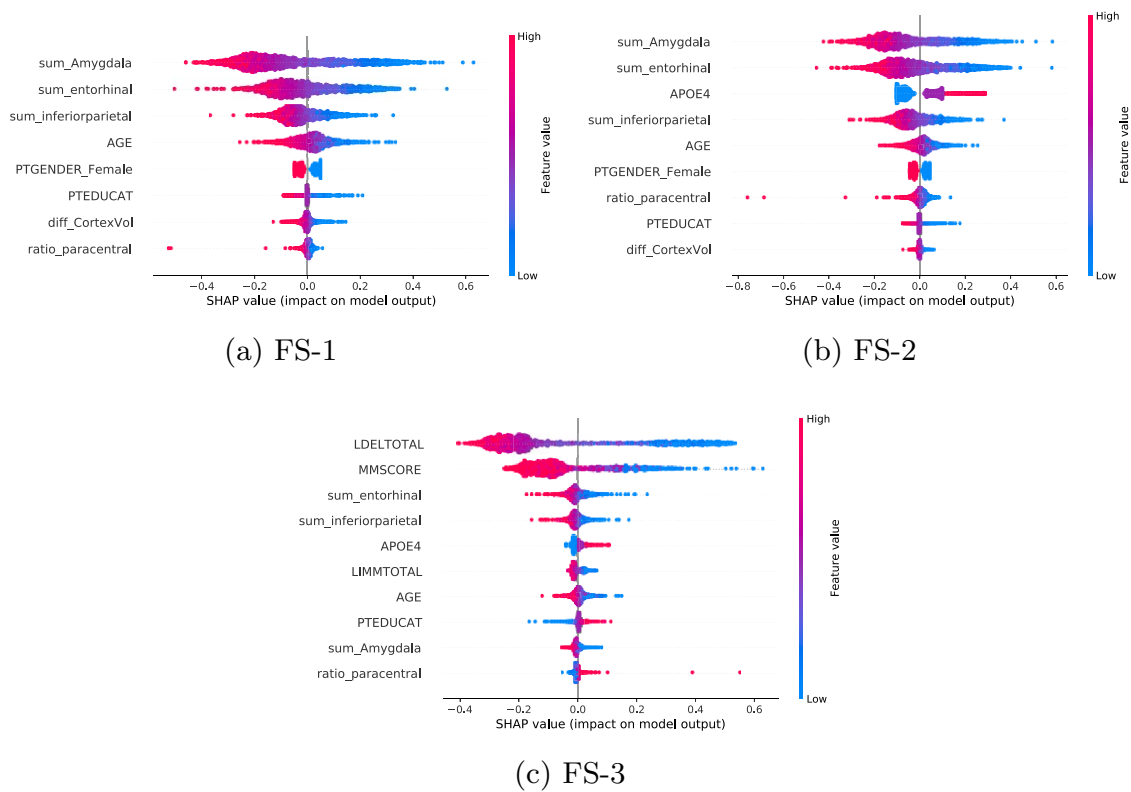 High
sum_Amygdala
sum_entorhinal
sum_inferiorparietal
AGE
PTGENDER_Female
PTEDUCAT
diff_CortexVol
ratio_paracentral
Feature value
Low
−0.4 −0.2 0.0 0.2 0.4 0.6
SHAP value (impact on model output)
(a) FS-1
High
sum_Amygdala
sum_entorhinal
APOE4
sum_inferiorparietal
AGE
PTGENDER_Female
ratio_paracentral
PTEDUCAT
diff_CortexVol
Feature value
Low
−0.8 −0.6 −0.4 −0.2 0.0 0.2 0.4 0.6
SHAP value (impact on model output)
(b) FS-2
High
LDELTOTAL
MMSCORE
sum_entorhinal
sum_inferiorparietal
APOE4
LIMMTOTAL
AGE
PTEDUCAT
sum_Amygdala
ratio_paracentral
Feature value
Low
−0.4 −0.2 0.0 0.2 0.4 0.6
SHAP value (impact on model output)
(c) FS-3